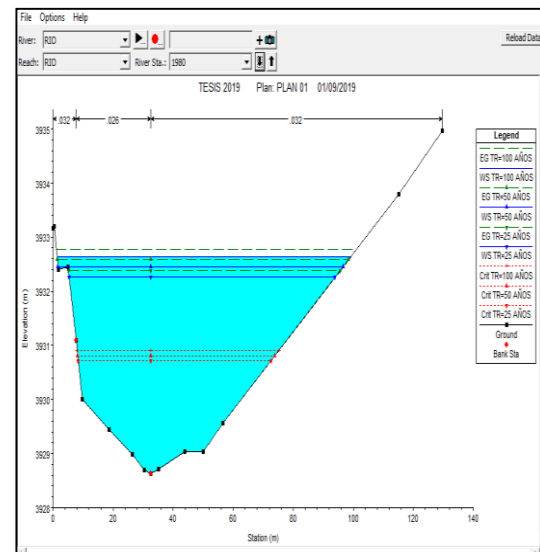 File Options Help
River: RIO
Reload Data
Reach: RIO River Sta.: 1980
TESIS 2019 Plan: PLAN 01 01/09/2019
.032 .026 .032
Legend
EG TR=100 AÑOS
WS TR=100 AÑOS
EG TR=50 AÑOS
WS TR=50 AÑOS
EG TR=25 AÑOS
WS TR=25 AÑOS
Crit TR=100 AÑOS
Crit TR=50 AÑOS
Crit TR=25 AÑOS
Ground
Bank Sta
3935
3934
3933
3932
3931
3930
3929
3928
Elevation (m)
0 20 40 60 80 100 120 140
Station (m)